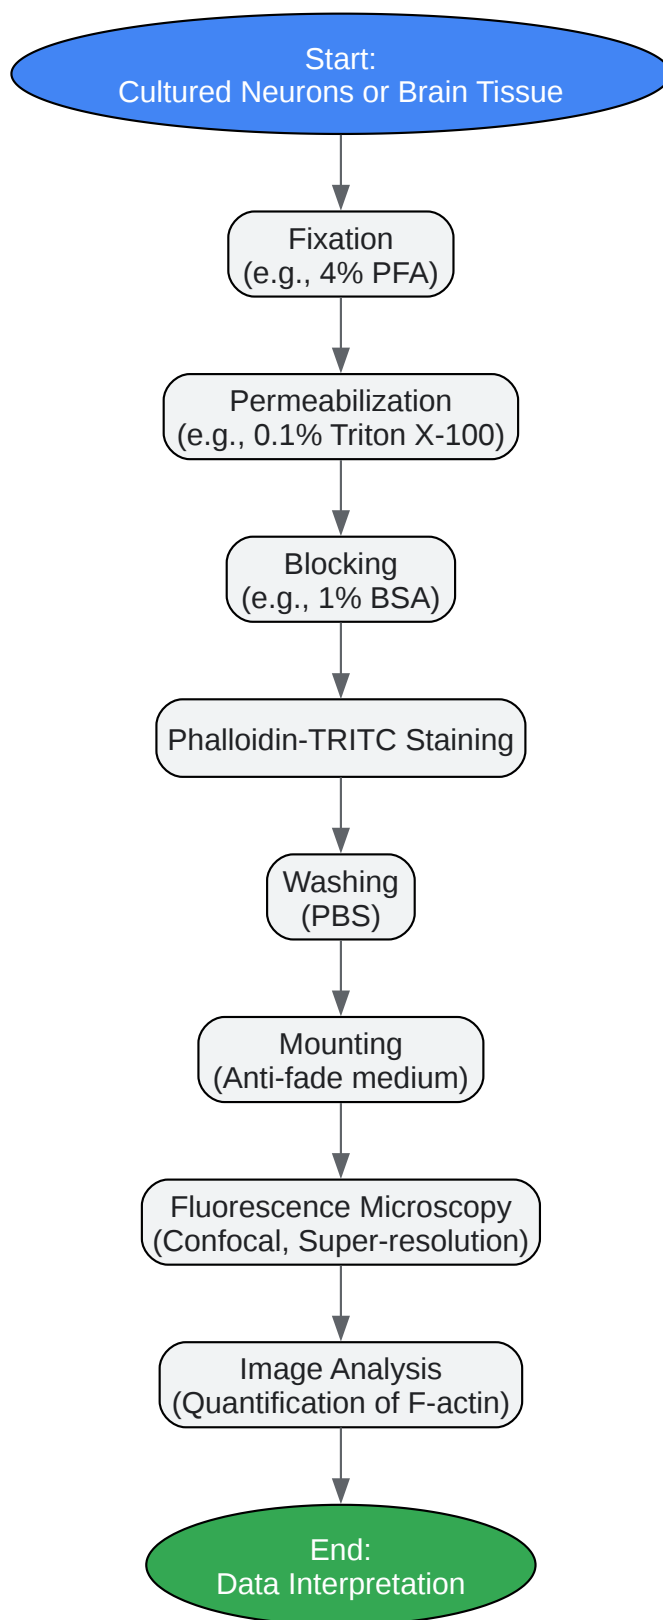 Start:
Cultured Neurons or Brain Tissue
Fixation
(e.g., 4% PFA)
Permeabilization
(e.g., 0.1% Triton X-100)
Blocking
(e.g., 1% BSA)
Phalloidin-TRITC Staining
Washing
(PBS)
Mounting
(Anti-fade medium)
Fluorescence Microscopy
(Confocal, Super-resolution)
Image Analysis
(Quantification of F-actin)
End:
Data Interpretation